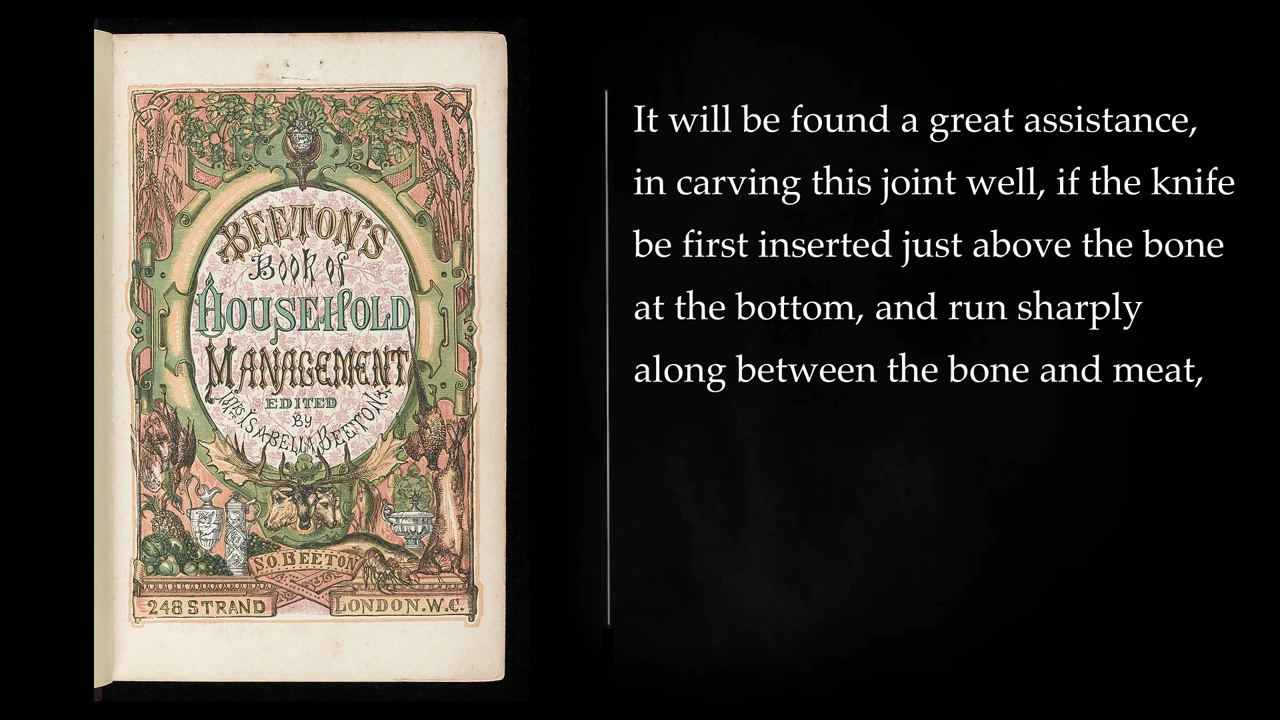 BEETON'S
Book of
HOUSEHOLD
MANAGEMENT
EDITED
BY
MRS ISABELLA BEETON
S.O. BEETON
248 STRAND
LONDON. W.C.
It will be found a great assistance,
in carving this joint well, if the knife
be first inserted just above the bone
at the bottom, and run sharply
along between the bone and meat,